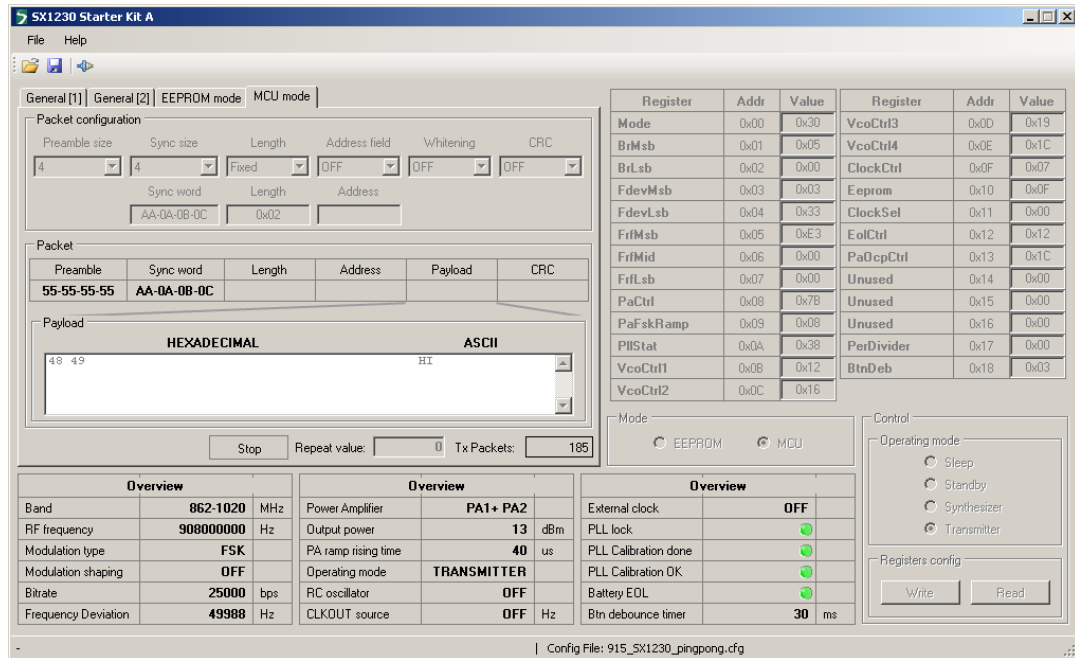 SX1230 Starter Kit A
File Help
General [1] General [2] EEPROM mode MCU mode
Packet configuration
Preamble size Sync size Length Address field Whitening CRC
4 4 Fixed OFF OFF OFF
Sync word Length Address
AA-0A-0B-0C 0x02
Packet
Preamble Sync word Length Address Payload CRC
55-55-55-55 AA-0A-0B-0C
Payload
HEXADECIMAL ASCII
48 49 HI
Stop Repeat value: 0 Tx Packets: 185
Register Addr Value Register Addr Value
Mode 0x00 0x30 VcoCtrl3 0x0D 0x19
BrMsb 0x01 0x05 VcoCtrl4 0x0E 0x1C
BrLsb 0x02 0x00 ClockCtrl 0x0F 0x07
FdevMsb 0x03 0x03 Eeprom 0x10 0x0F
FdevLsb 0x04 0x33 ClockSel 0x11 0x00
FrfMsb 0x05 0xE3 EolCtrl 0x12 0x12
FrfMid 0x06 0x00 PaOcpCtrl 0x13 0x1C
FrfLsb 0x07 0x00 Unused 0x14 0x00
PaCtrl 0x08 0x7B Unused 0x15 0x00
PaFskRamp 0x09 0x08 Unused 0x16 0x00
PllStat 0x0A 0x38 PerDivider 0x17 0x00
VcoCtrl1 0x0B 0x12 BtnDeb 0x18 0x03
VcoCtrl2 0x0C 0x16
Mode
EEPROM MCU
Control
Operating mode
Sleep
Standby
Synthesizer
Transmitter
Registers config
Write Read
Overview Overview Overview
Band 862-1020 MHz Power Amplifier PA1+ PA2 External clock OFF
RF frequency 908000000 Hz Output power 13 dBm PLL lock
Modulation type FSK PA ramp rising time 40 us PLL Calibration done
Modulation shaping OFF Operating mode TRANSMITTER PLL Calibration OK
Bitrate 25000 bps RC oscillator OFF Battery EOL
Frequency Deviation 49988 Hz CLKOUT source OFF Hz Btn debounce timer 30 ms
- | Config File: 915_SX1230_pingpong.cfg